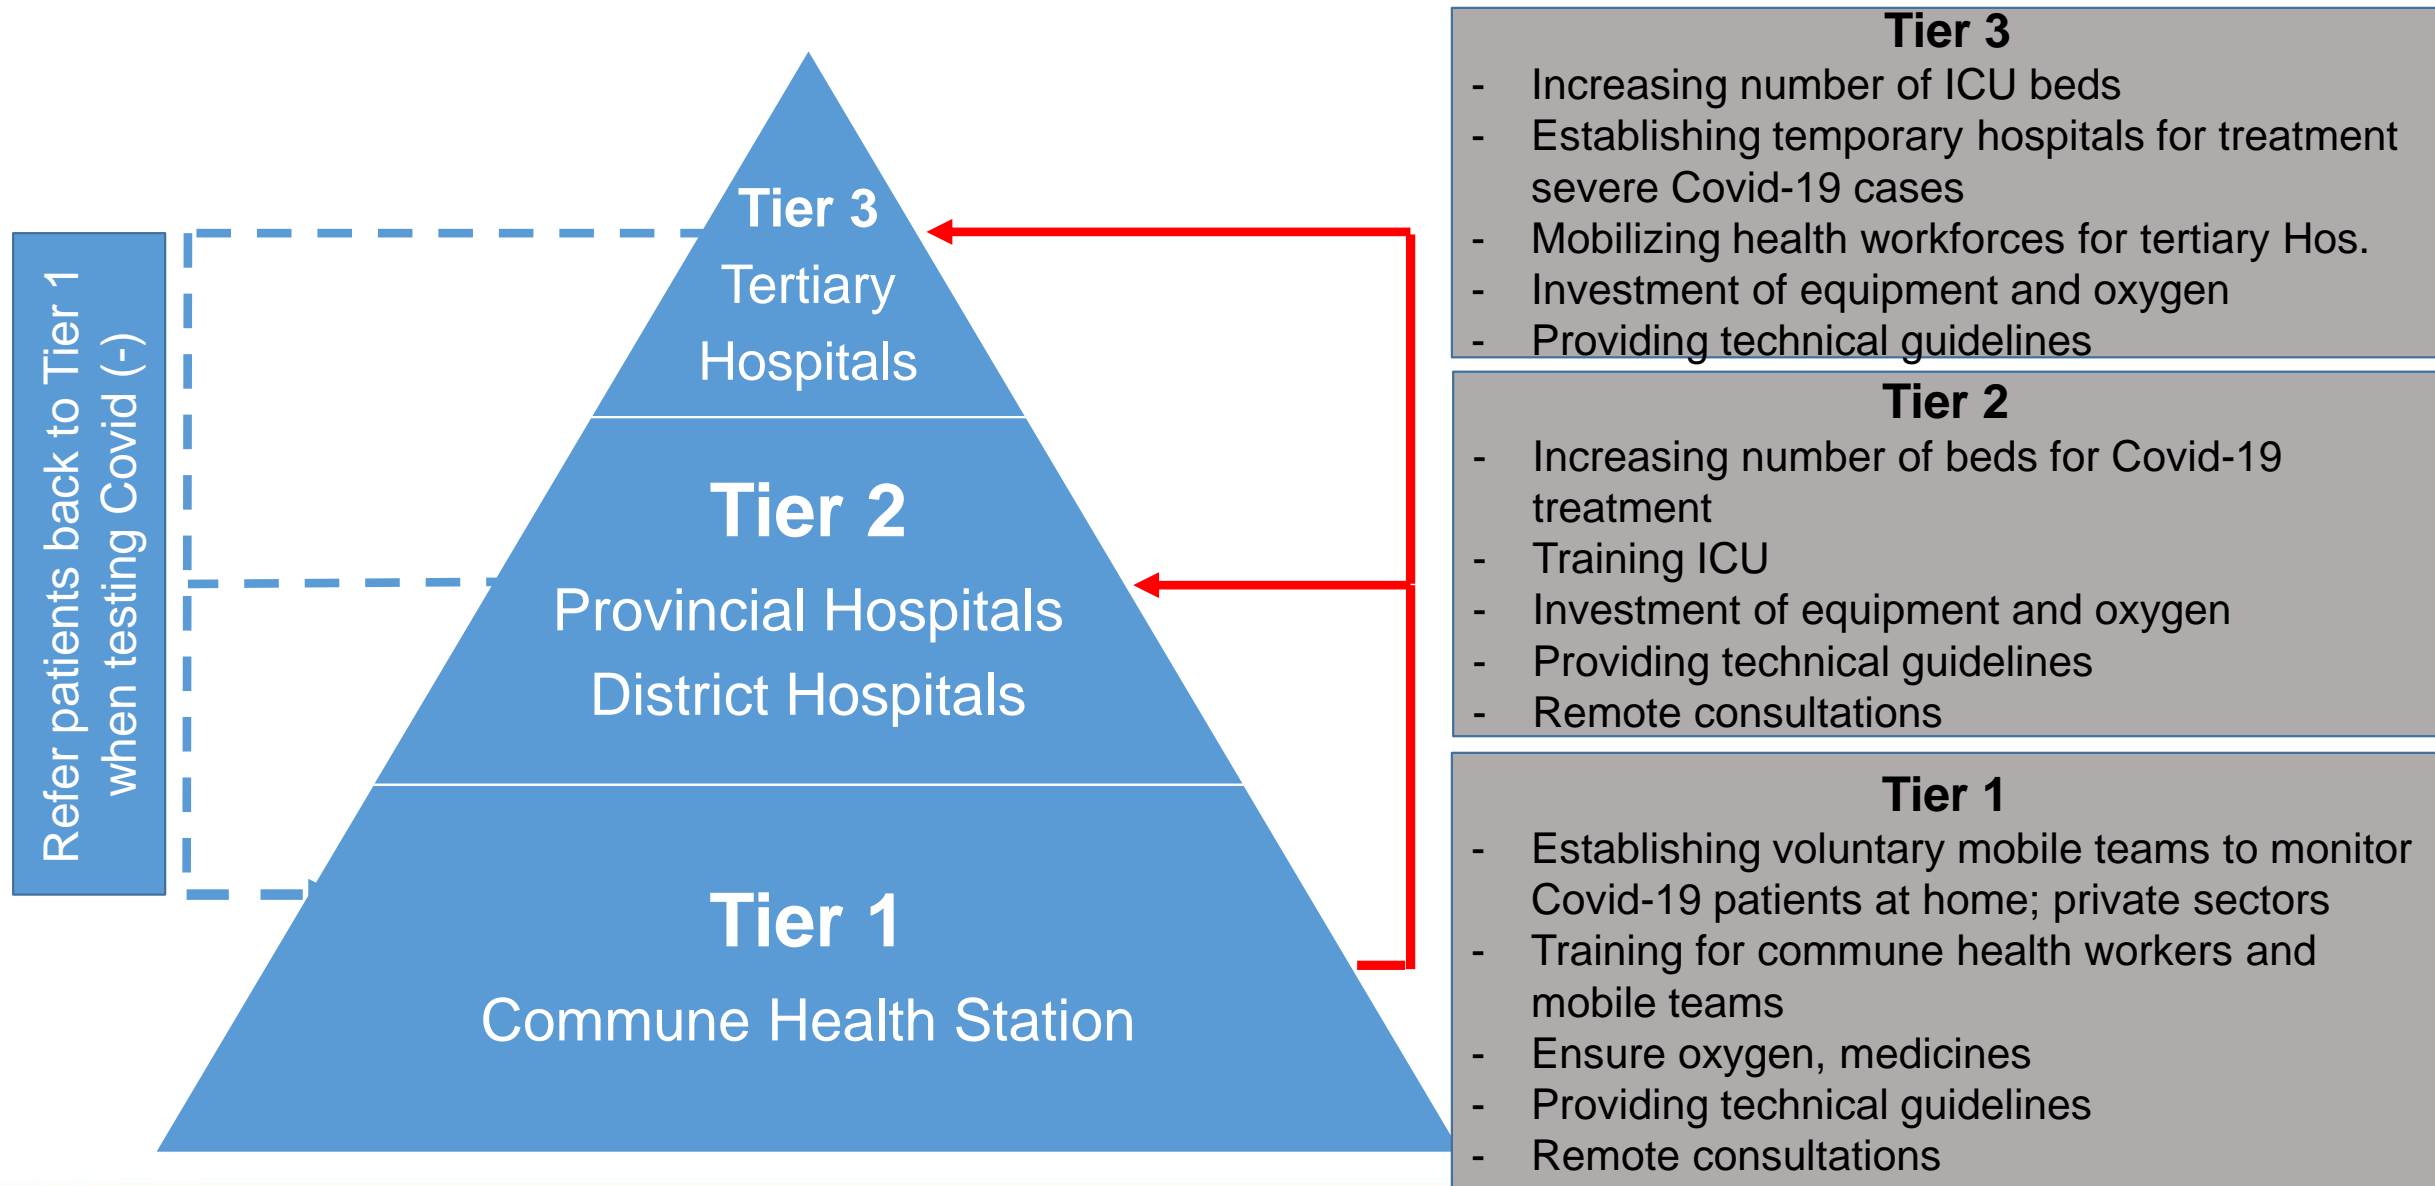 Refer patients back to Tier 1
when testing Covid (-)
Tier 3
Tertiary
Hospitals
Tier 2
Provincial Hospitals
District Hospitals
Tier 1
Commune Health Station
Tier 3
- Increasing number of ICU beds
- Establishing temporary hospitals for treatment
severe Covid-19 cases
- Mobilizing health workforces for tertiary Hos.
- Investment of equipment and oxygen
- Providing technical guidelines
Tier 2
- Increasing number of beds for Covid-19
treatment
- Training ICU
- Investment of equipment and oxygen
- Providing technical guidelines
- Remote consultations
Tier 1
- Establishing voluntary mobile teams to monitor
Covid-19 patients at home; private sectors
- Training for commune health workers and
mobile teams
- Ensure oxygen, medicines
- Providing technical guidelines
- Remote consultations